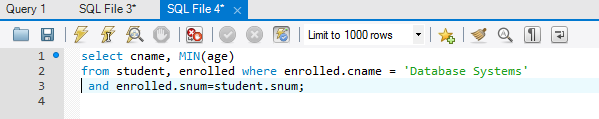 Query 1 SQL File 3* SQL File 4*
Limit to 1000 rows
1 select cname, MIN(age)
2 from student, enrolled where enrolled.cname = 'Database Systems'
3 and enrolled.snum=student.snum;
4